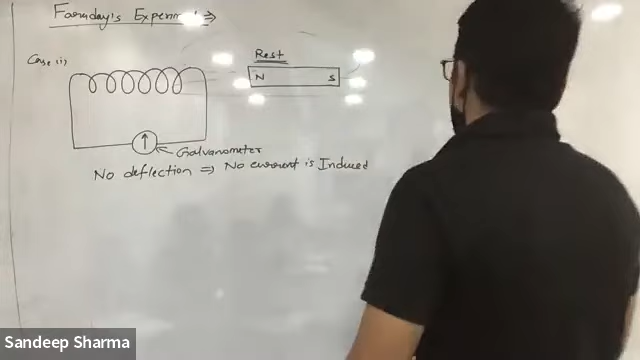 Faraday's Experiment ⇒
Case (i)
Rest
N S
Galvanometer
No deflection ⇒ No current is Induced
Sandeep Sharma